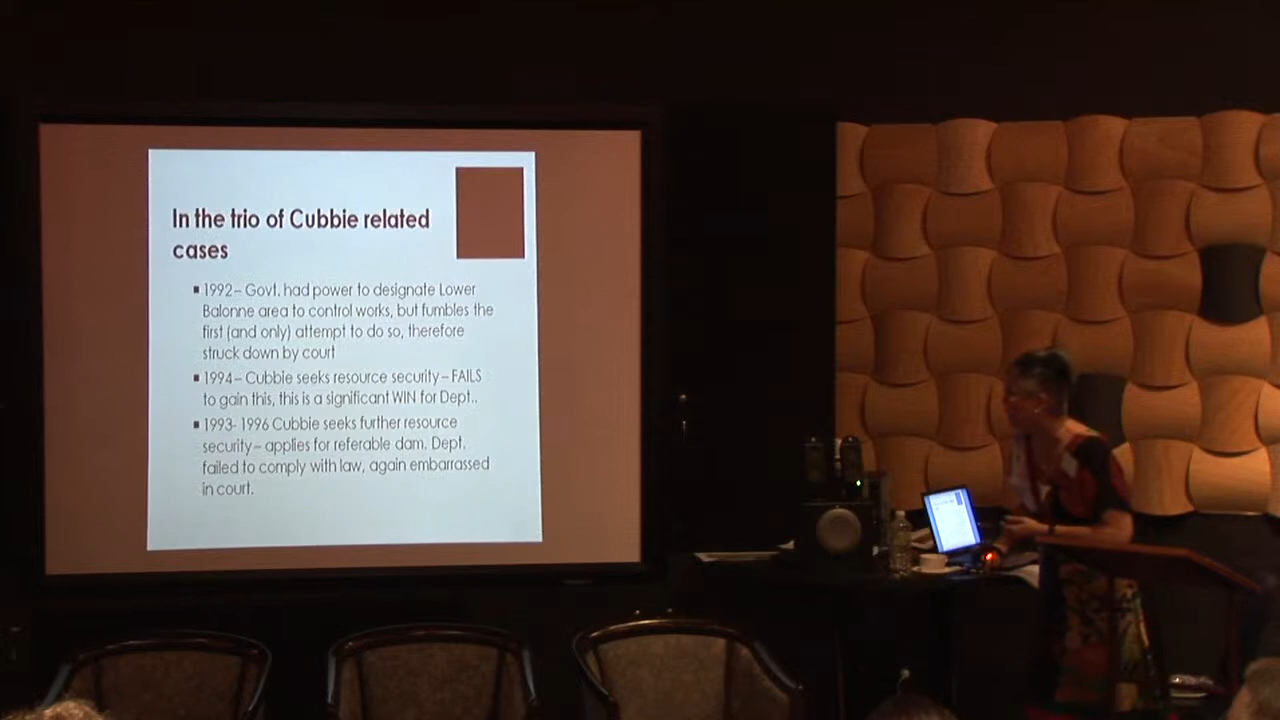 In the trio of Cubbie related
cases
1992– Govt. had power to designate Lower
Balonne area to control works, but fumbles the
first (and only) attempt to do so, therefore
struck down by court
1994– Cubbie seeks resource security– FAILS
to gain this, this is a significant WIN for Dept..
1993- 1996 Cubbie seeks further resource
security– applies for referable dam. Dept.
failed to comply with law, again embarrassed
in court.